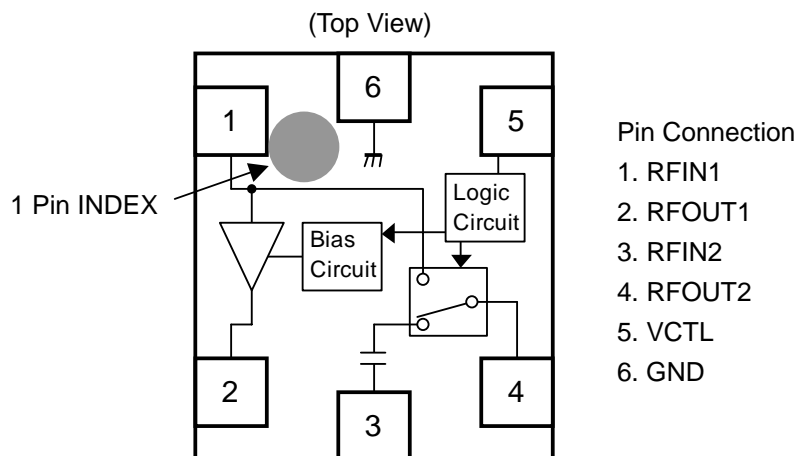 (Top View)
1
6
5
1 Pin INDEX
Logic
Circuit
Bias
Circuit
2
3
4
Pin Connection
1. RFIN1
2. RFOUT1
3. RFIN2
4. RFOUT2
5. VCTL
6. GND